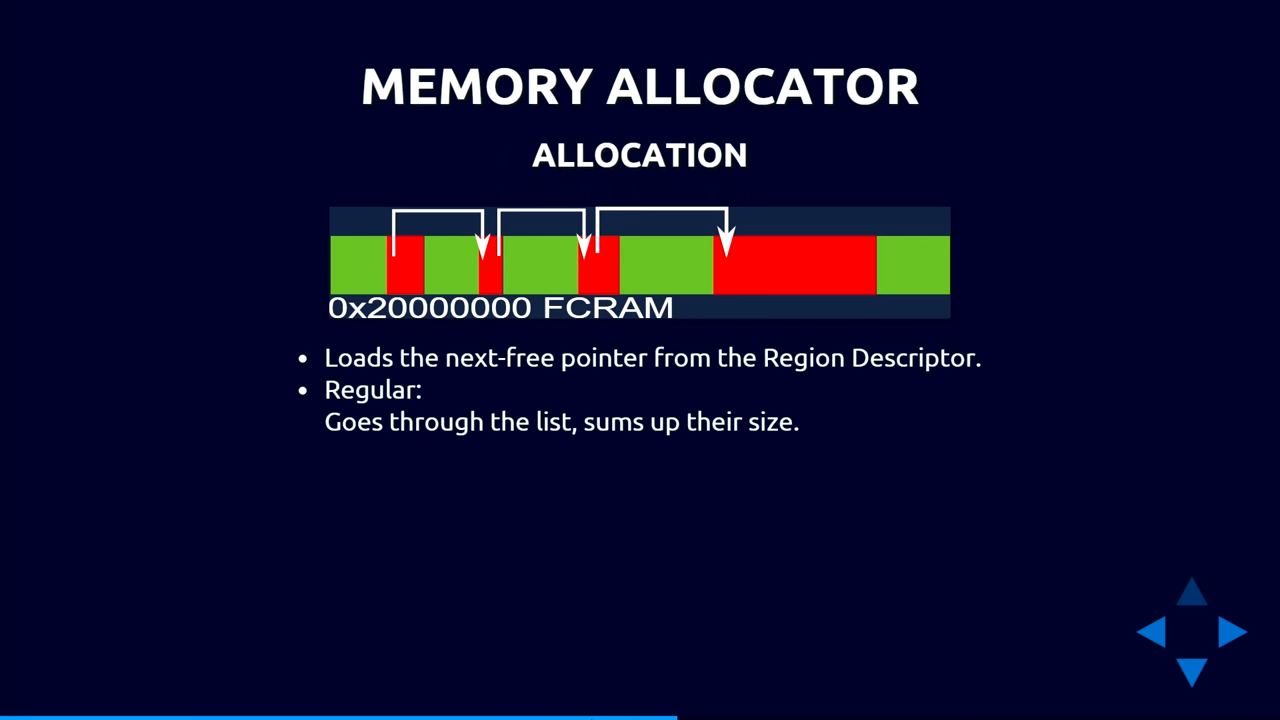 MEMORY ALLOCATOR
ALLOCATION
0x20000000 FCRAM
• Loads the next-free pointer from the Region Descriptor.
• Regular:
Goes through the list, sums up their size.